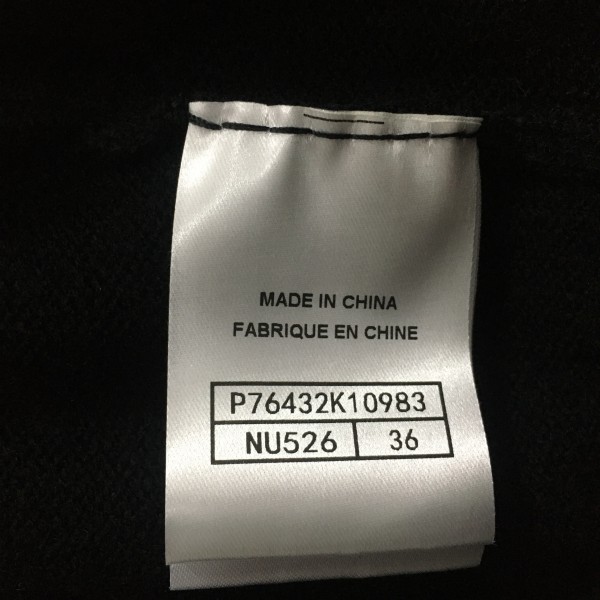 MADE IN CHINA
FABRIQUE EN CHINE
P76432K10983
NU526 36